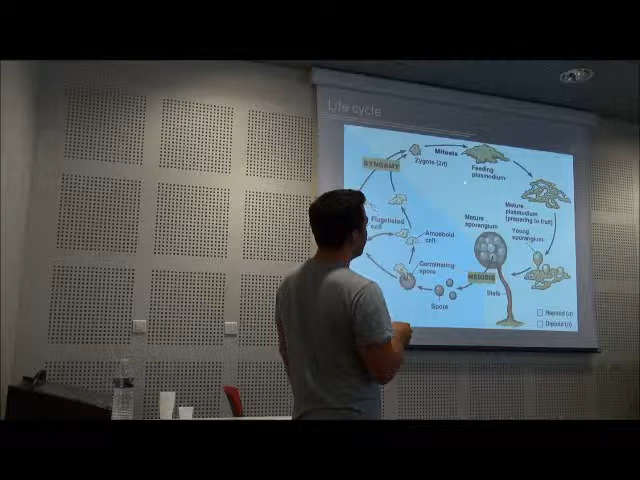 Life cycle
SYNGAMY
Zygote (2n)
Mitosis
Feeding
plasmodium
Mature
plasmodium
(preparing to fruit)
Young
sporangium
Mature
sporangium
Flagellated
cell
Amoeboid
cell
Germinating
spore
Spore
MEIOSIS
Stalk
Haploid (n)
Diploid (2n)